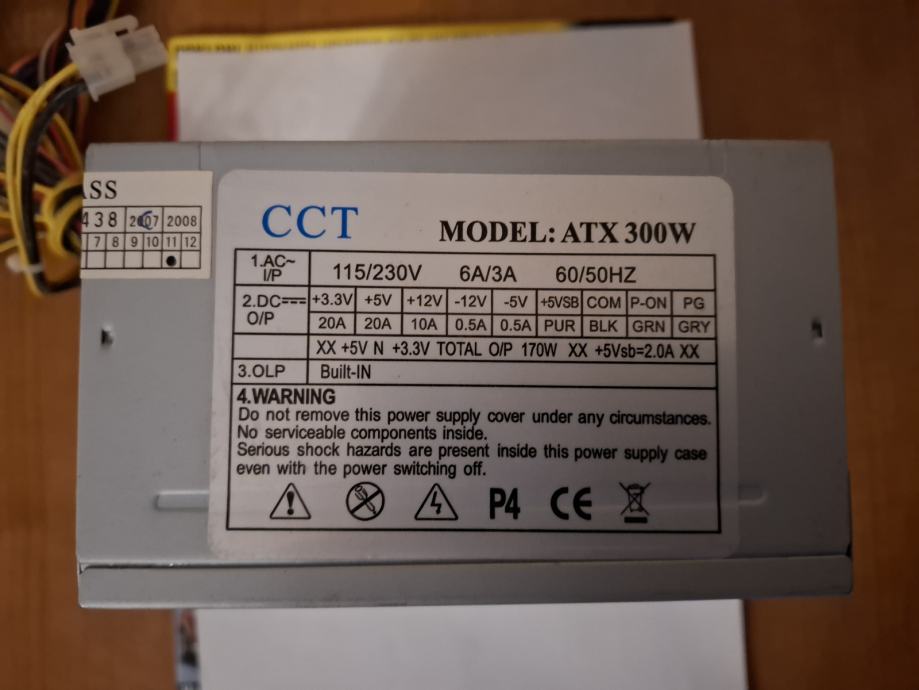 ASS
438 2007 2008
7 8 9 10 11 12
CCT MODEL: ATX 300W
1.AC~ I/P 115/230V 6A/3A 60/50HZ
2.DC⎓ O/P +3.3V +5V +12V -12V -5V +5VSB COM P-ON PG
20A 20A 10A 0.5A 0.5A PUR BLK GRN GRY
XX +5V N +3.3V TOTAL O/P 170W XX +5Vsb=2.0A XX
3.OLP Built-IN
4.WARNING
Do not remove this power supply cover under any circumstances.
No serviceable components inside.
Serious shock hazards are present inside this power supply case
even with the power switching off.
P4 CE